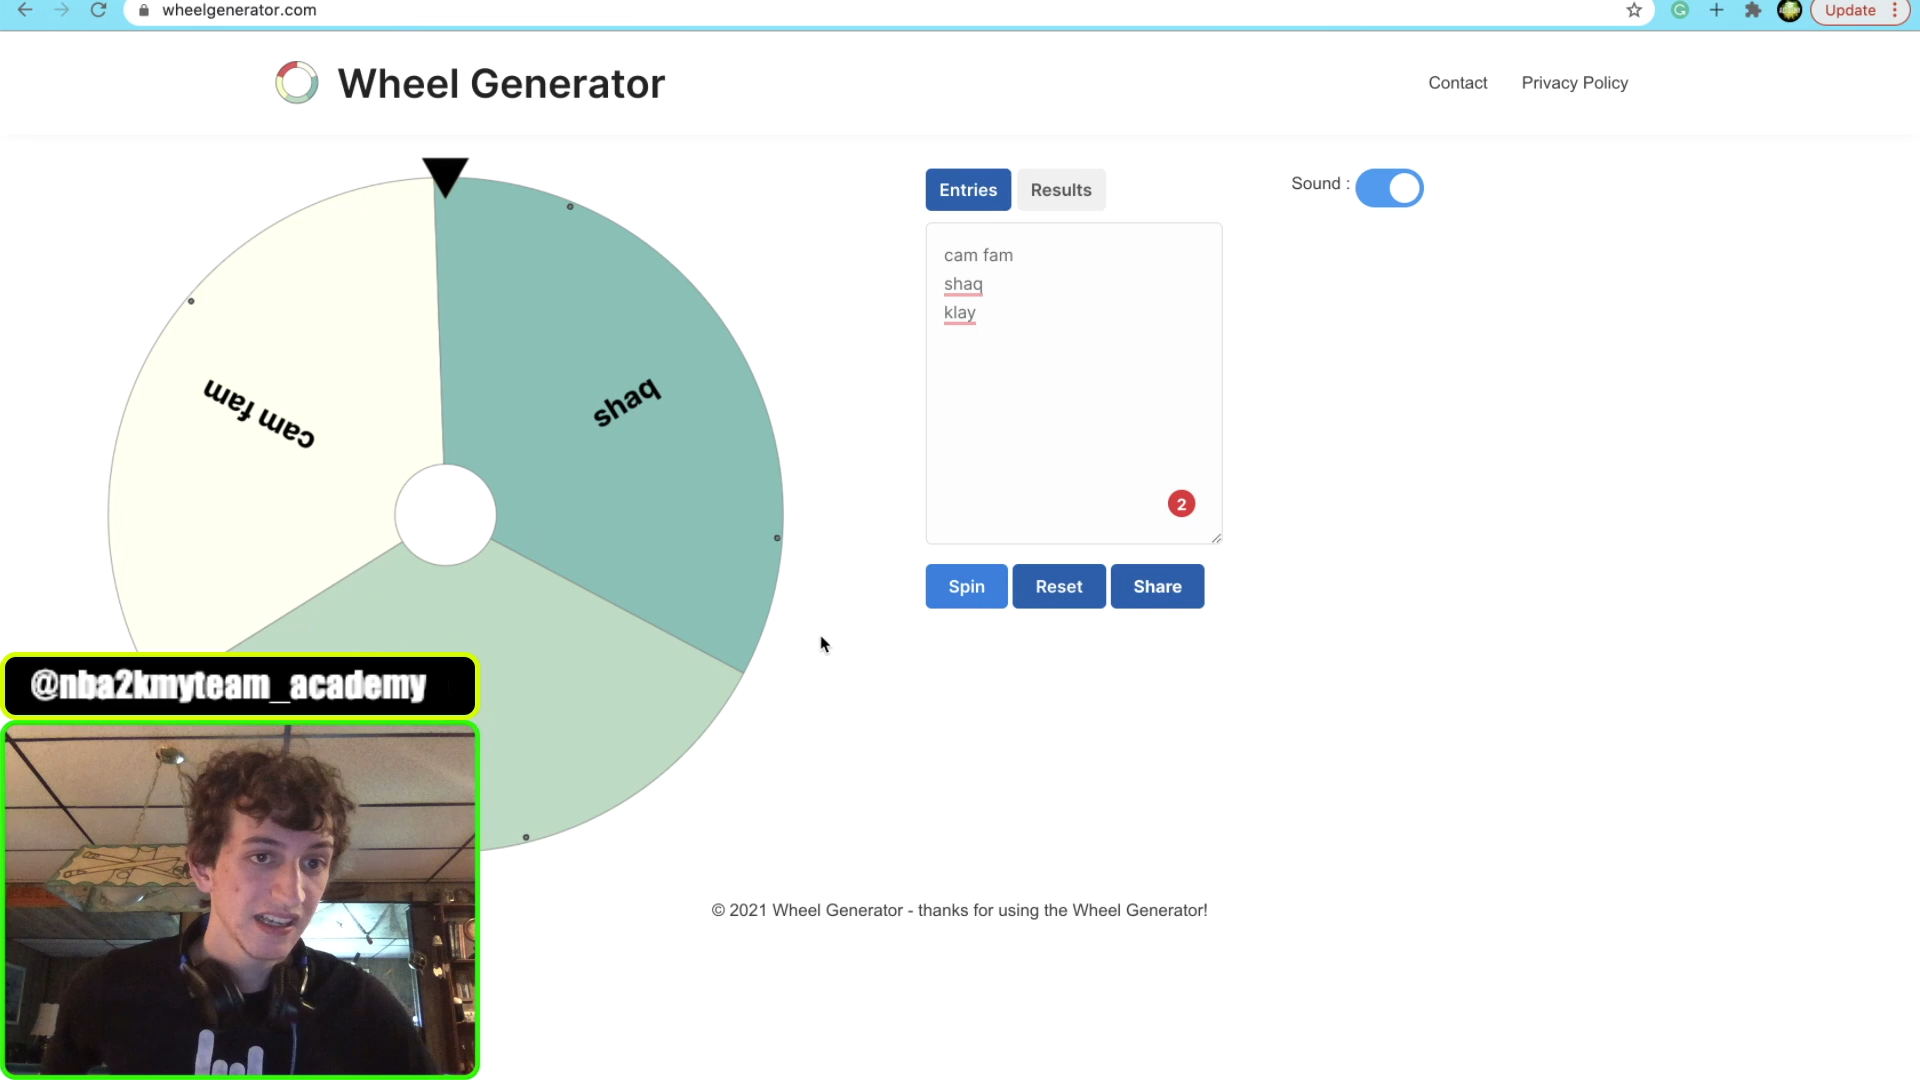 wheelgenerator.com
Update
Wheel Generator
Contact
Privacy Policy
Entries
Results
Sound :
cam fam
shaq
klay
2
cam fam
shaq
Spin
Reset
Share
@nba2kmyteam_academy
© 2021 Wheel Generator - thanks for using the Wheel Generator!